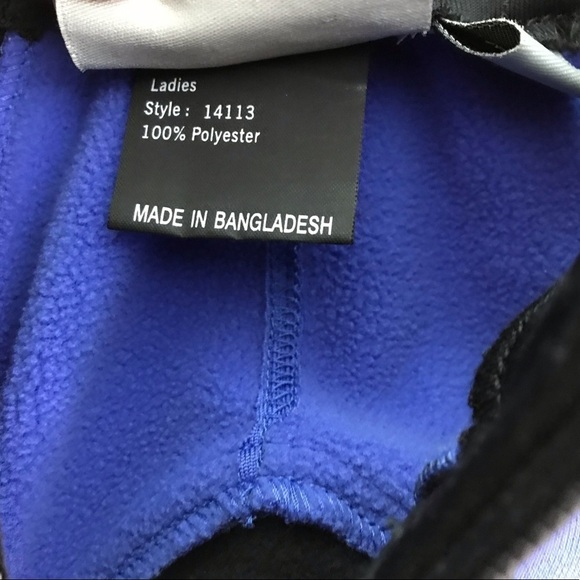 Ladies
Style: 14113
100% Polyester
MADE IN BANGLADESH